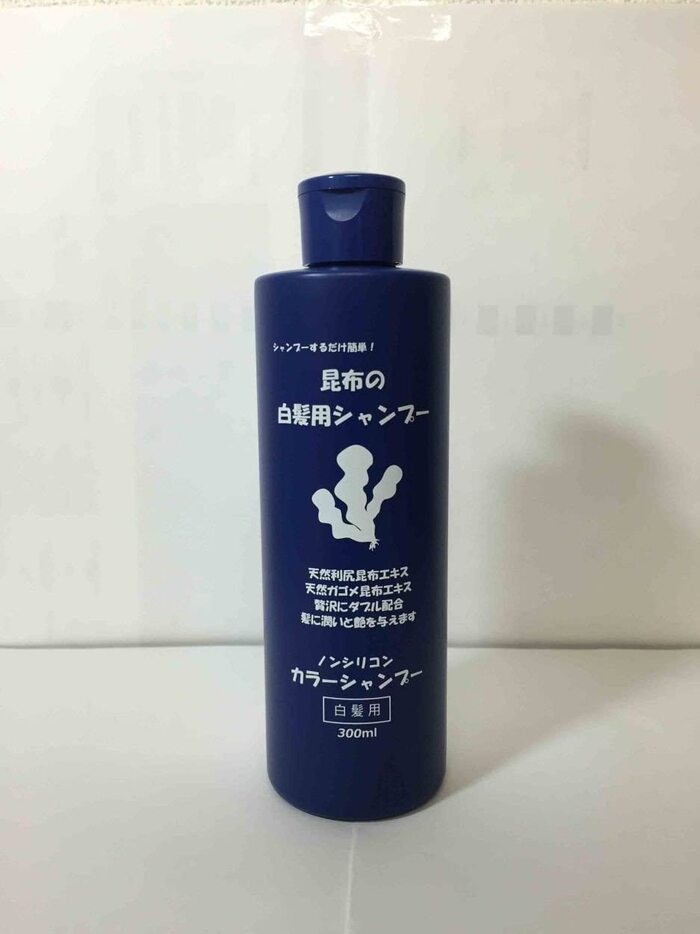 シャンプーするだけ簡単！
昆布の
白髪用シャンプー
天然利尻昆布エキス
天然ガゴメ昆布エキス
贅沢にダブル配合
髪に潤いと艶を与えます
ノンシリコン
カラーシャンプー
白髪用
300ml